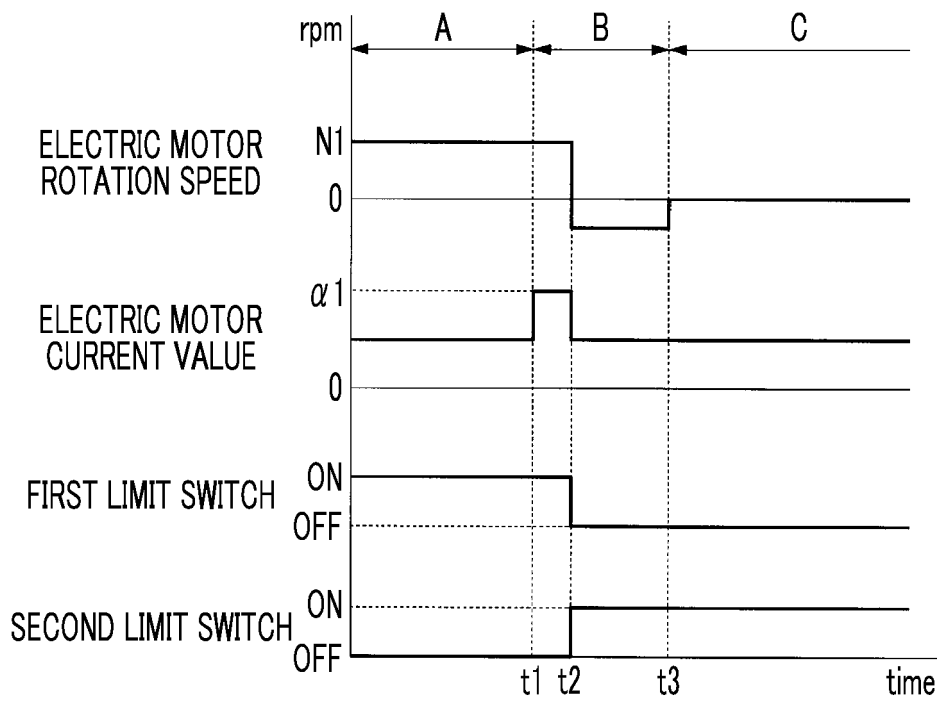 rpm
A
B
C
ELECTRIC MOTOR
ROTATION SPEED
N1
0
ELECTRIC MOTOR
CURRENT VALUE
α1
0
FIRST LIMIT SWITCH
ON
OFF
SECOND LIMIT SWITCH
ON
OFF
t1
t2
t3
time